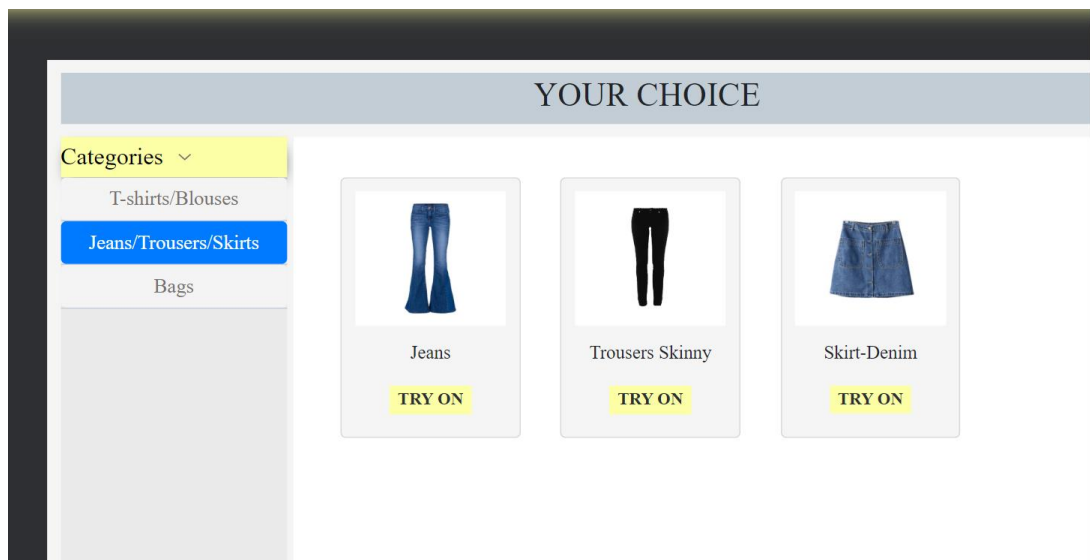 YOUR CHOICE
Categories
T-shirts/Blouses
Jeans/Trousers/Skirts
Bags
Jeans
Trousers Skinny
Skirt-Denim
TRY ON
TRY ON
TRY ON